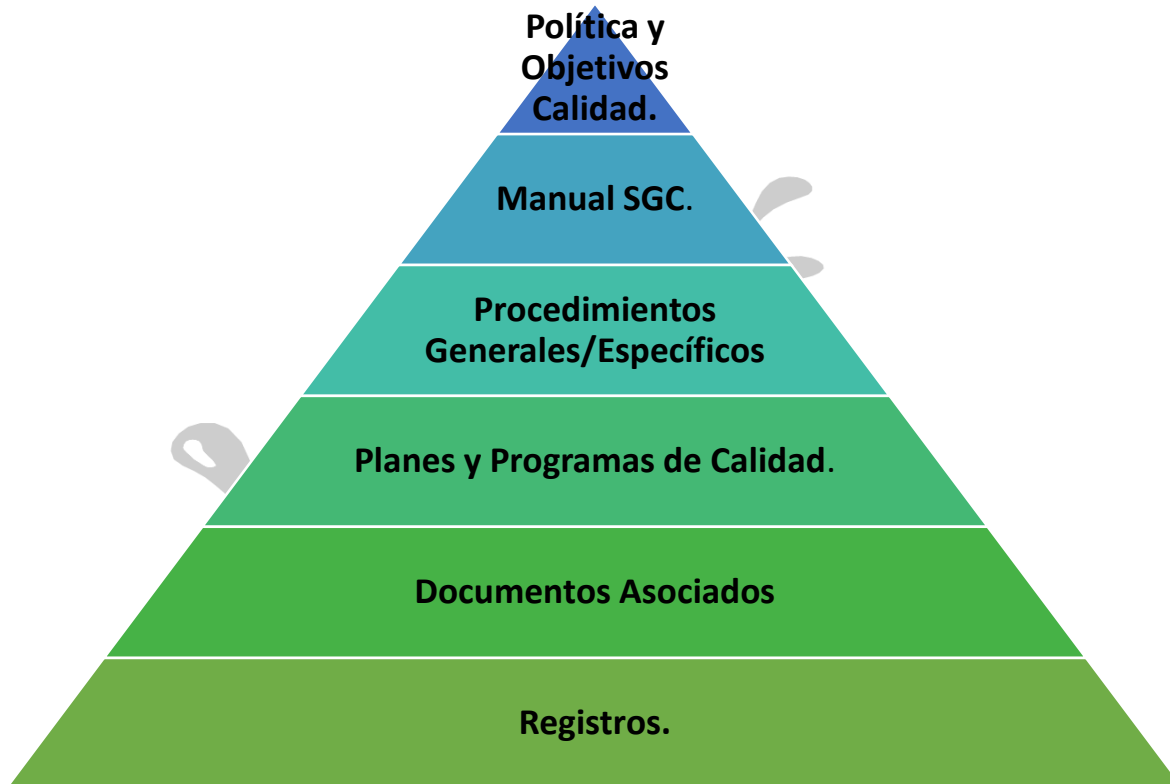 Política y
Objetivos
Calidad.
Manual SGC.
Procedimientos
Generales/Específicos
Planes y Programas de Calidad.
Documentos Asociados
Registros.